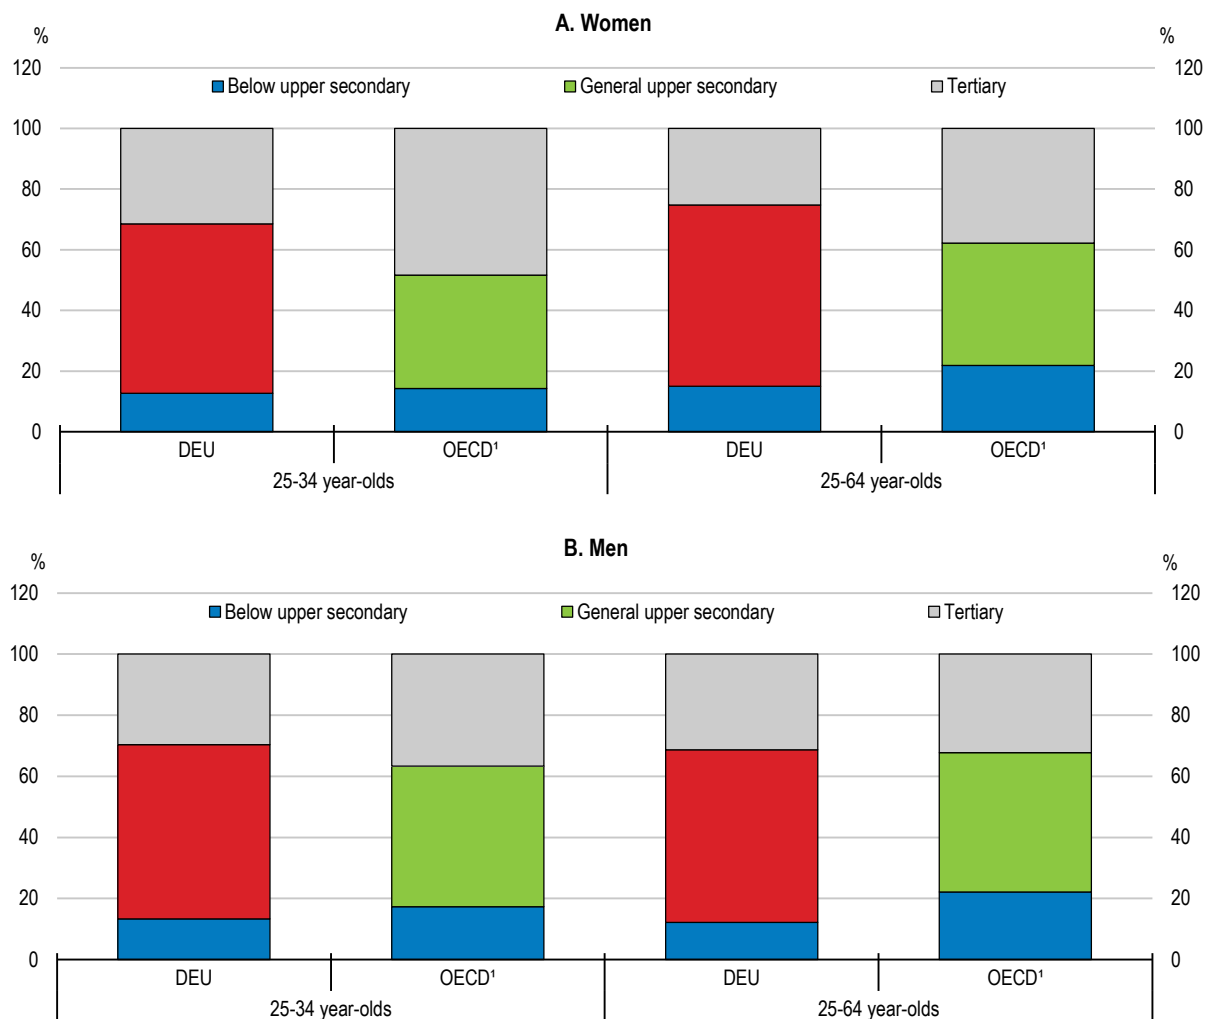 A. Women
% %
120 120
Below upper secondary General upper secondary Tertiary
100 100
80 80
60 60
40 40
20 20
0 0
DEU OECD¹ DEU OECD¹
25-34 year-olds 25-64 year-olds
B. Men
% %
120 120
Below upper secondary General upper secondary Tertiary
100 100
80 80
60 60
40 40
20 20
0 0
DEU OECD¹ DEU OECD¹
25-34 year-olds 25-64 year-olds